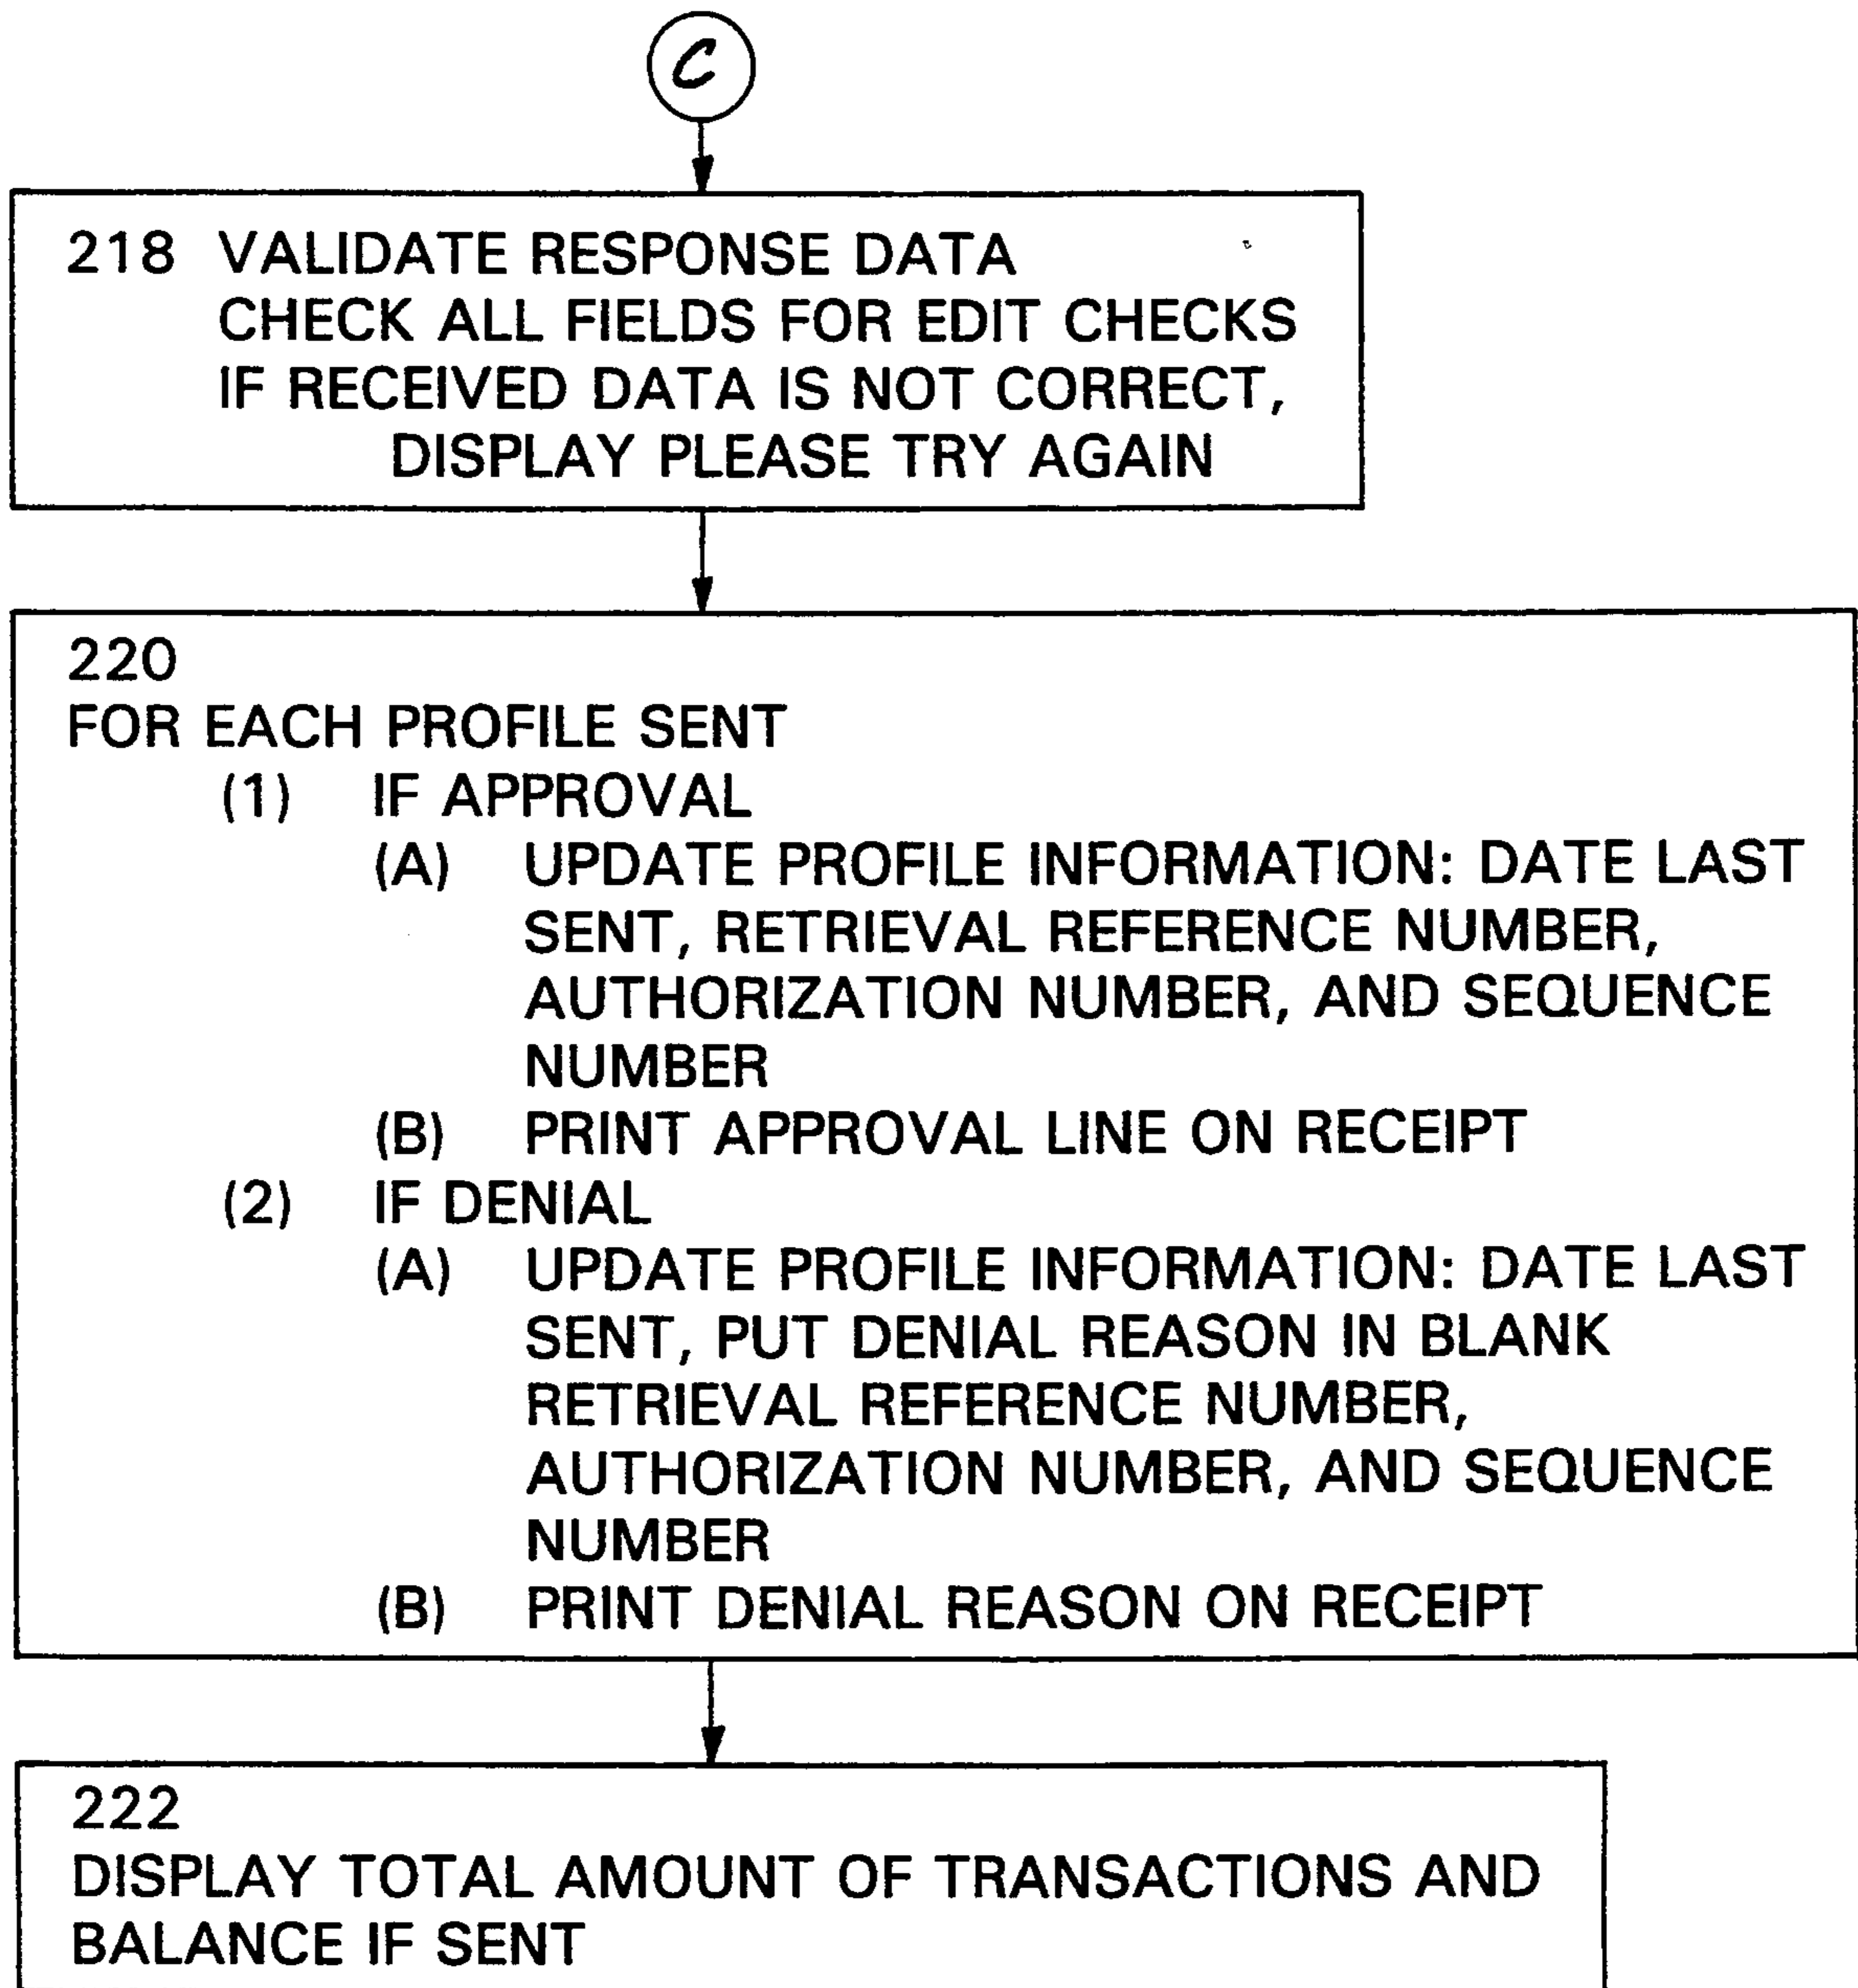 C
218 VALIDATE RESPONSE DATA
CHECK ALL FIELDS FOR EDIT CHECKS
IF RECEIVED DATA IS NOT CORRECT,
DISPLAY PLEASE TRY AGAIN
220
FOR EACH PROFILE SENT
(1) IF APPROVAL
(A) UPDATE PROFILE INFORMATION: DATE LAST
SENT, RETRIEVAL REFERENCE NUMBER,
AUTHORIZATION NUMBER, AND SEQUENCE
NUMBER
(B) PRINT APPROVAL LINE ON RECEIPT
(2) IF DENIAL
(A) UPDATE PROFILE INFORMATION: DATE LAST
SENT, PUT DENIAL REASON IN BLANK
RETRIEVAL REFERENCE NUMBER,
AUTHORIZATION NUMBER, AND SEQUENCE
NUMBER
(B) PRINT DENIAL REASON ON RECEIPT
222
DISPLAY TOTAL AMOUNT OF TRANSACTIONS AND
BALANCE IF SENT